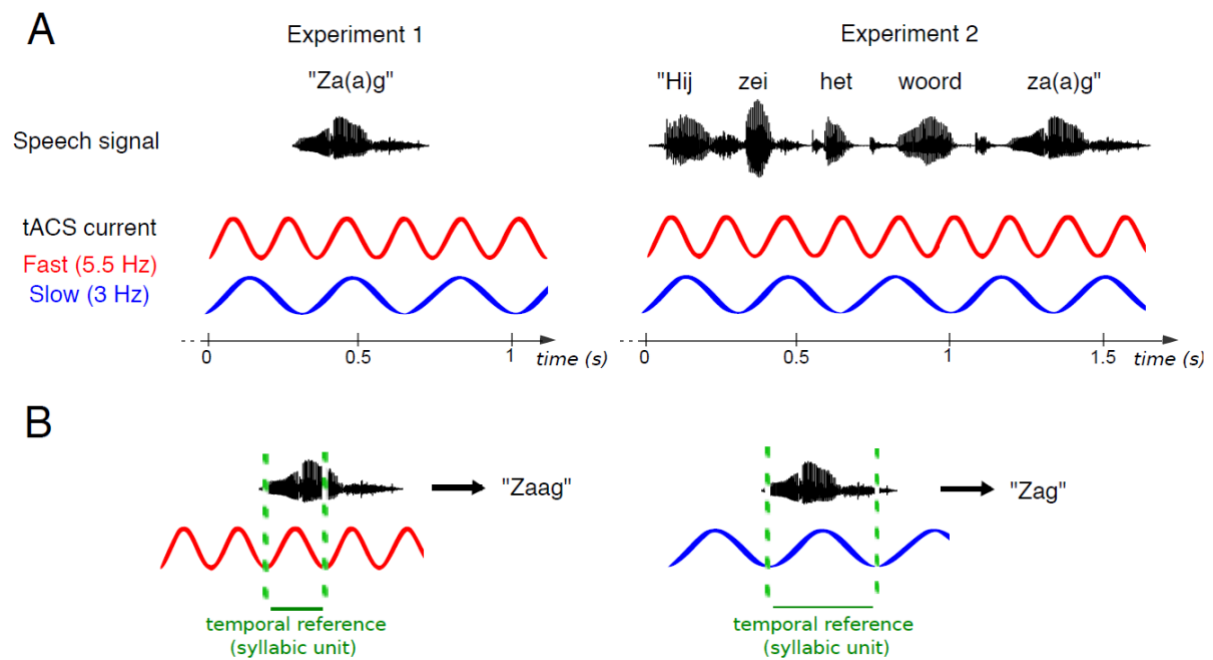 A
Experiment 1
Experiment 2
"Za(a)g"
"Hij zei het woord za(a)g"
Speech signal
tACS current
Fast (5.5 Hz)
Slow (3 Hz)
0 0.5 1 time (s)
0 0.5 1 1.5 time (s)
B
"Zaag"
"Zag"
temporal reference
(syllabic unit)
temporal reference
(syllabic unit)